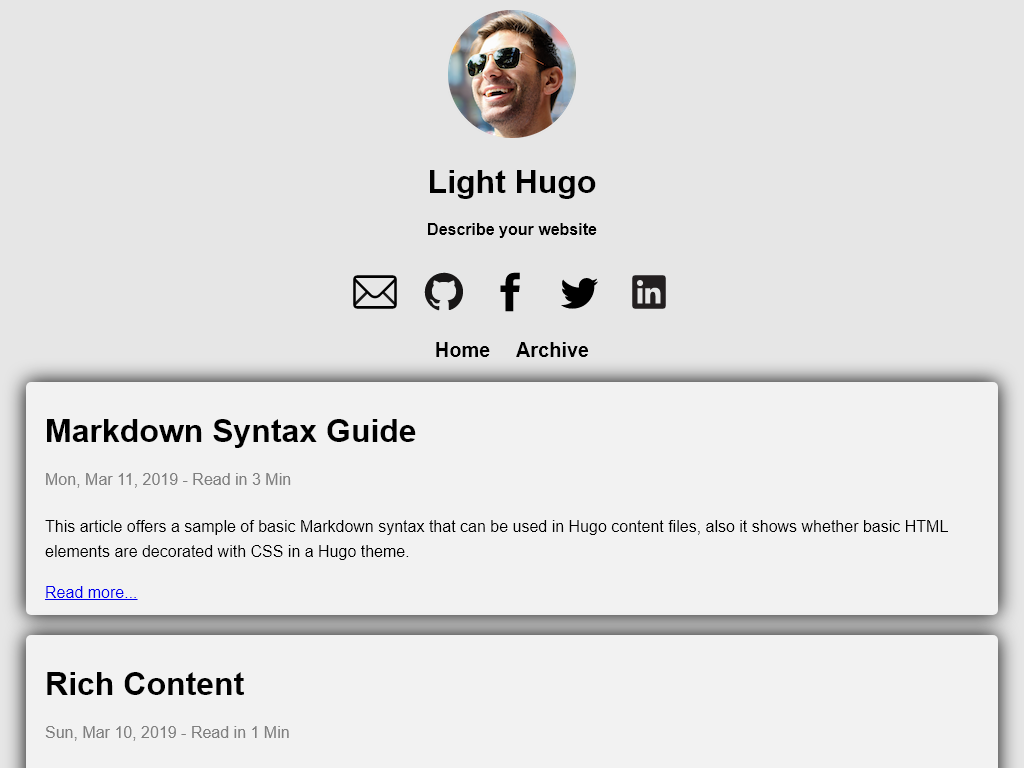 Light Hugo
Describe your website
Home Archive
Markdown Syntax Guide
Mon, Mar 11, 2019 - Read in 3 Min
This article offers a sample of basic Markdown syntax that can be used in Hugo content files, also it shows whether basic HTML
elements are decorated with CSS in a Hugo theme.
Read more...
Rich Content
Sun, Mar 10, 2019 - Read in 1 Min